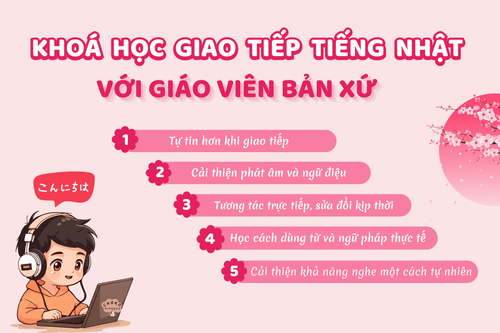 KHOÁ HỌC GIAO TIẾP TIẾNG NHẬT
VỚI GIÁO VIÊN BẢN XỨ
1 Tự tin hơn khi giao tiếp
2 Cải thiện phát âm và ngữ điệu
3 Tương tác trực tiếp, sửa đổi kịp thời
4 Học cách dùng từ và ngữ pháp thực tế
5 Cải thiện khả năng nghe một cách tự nhiên
こんにちは